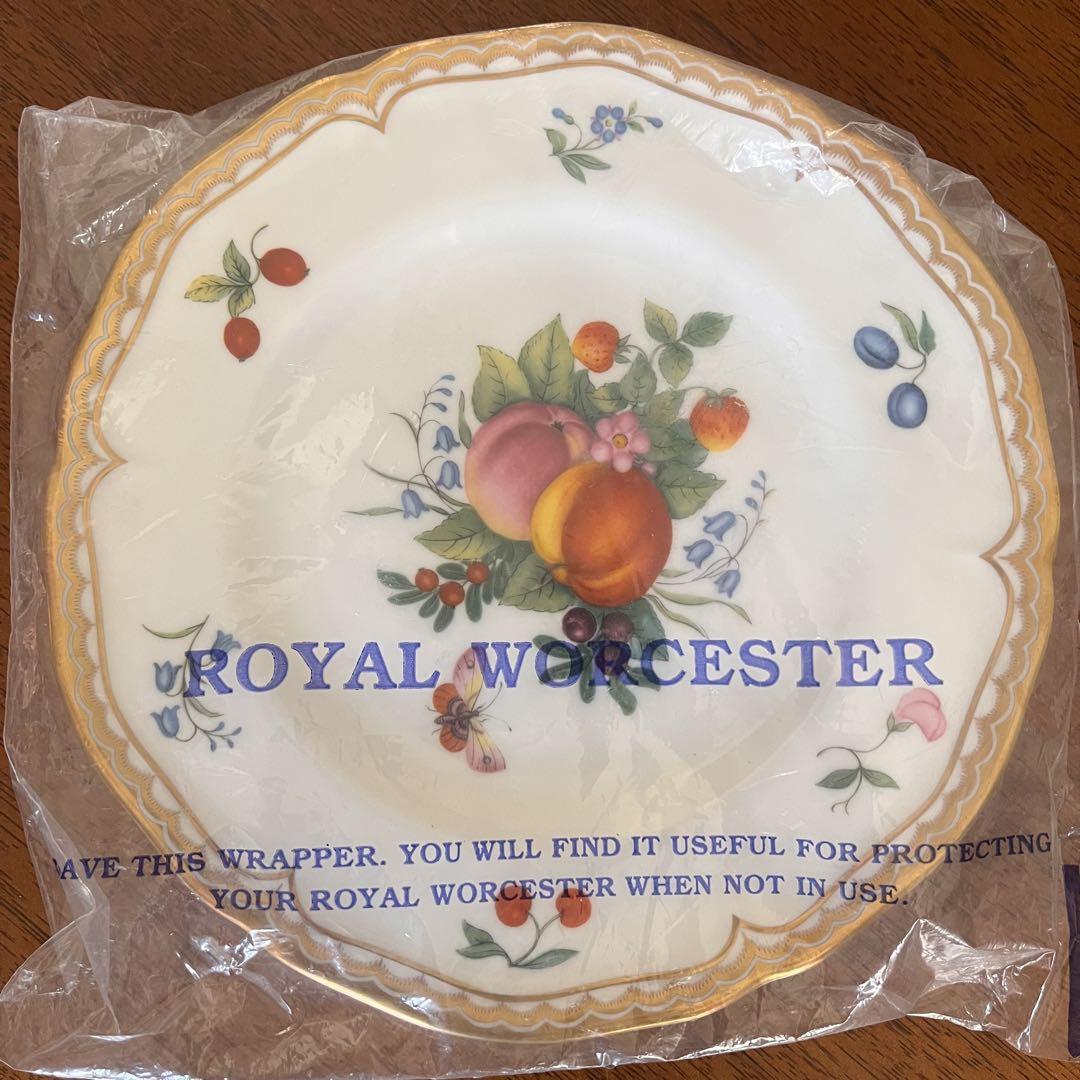 ROYAL WORCESTER
AVE THIS WRAPPER. YOU WILL FIND IT USEFUL FOR PROTECTING
YOUR ROYAL WORCESTER WHEN NOT IN USE.